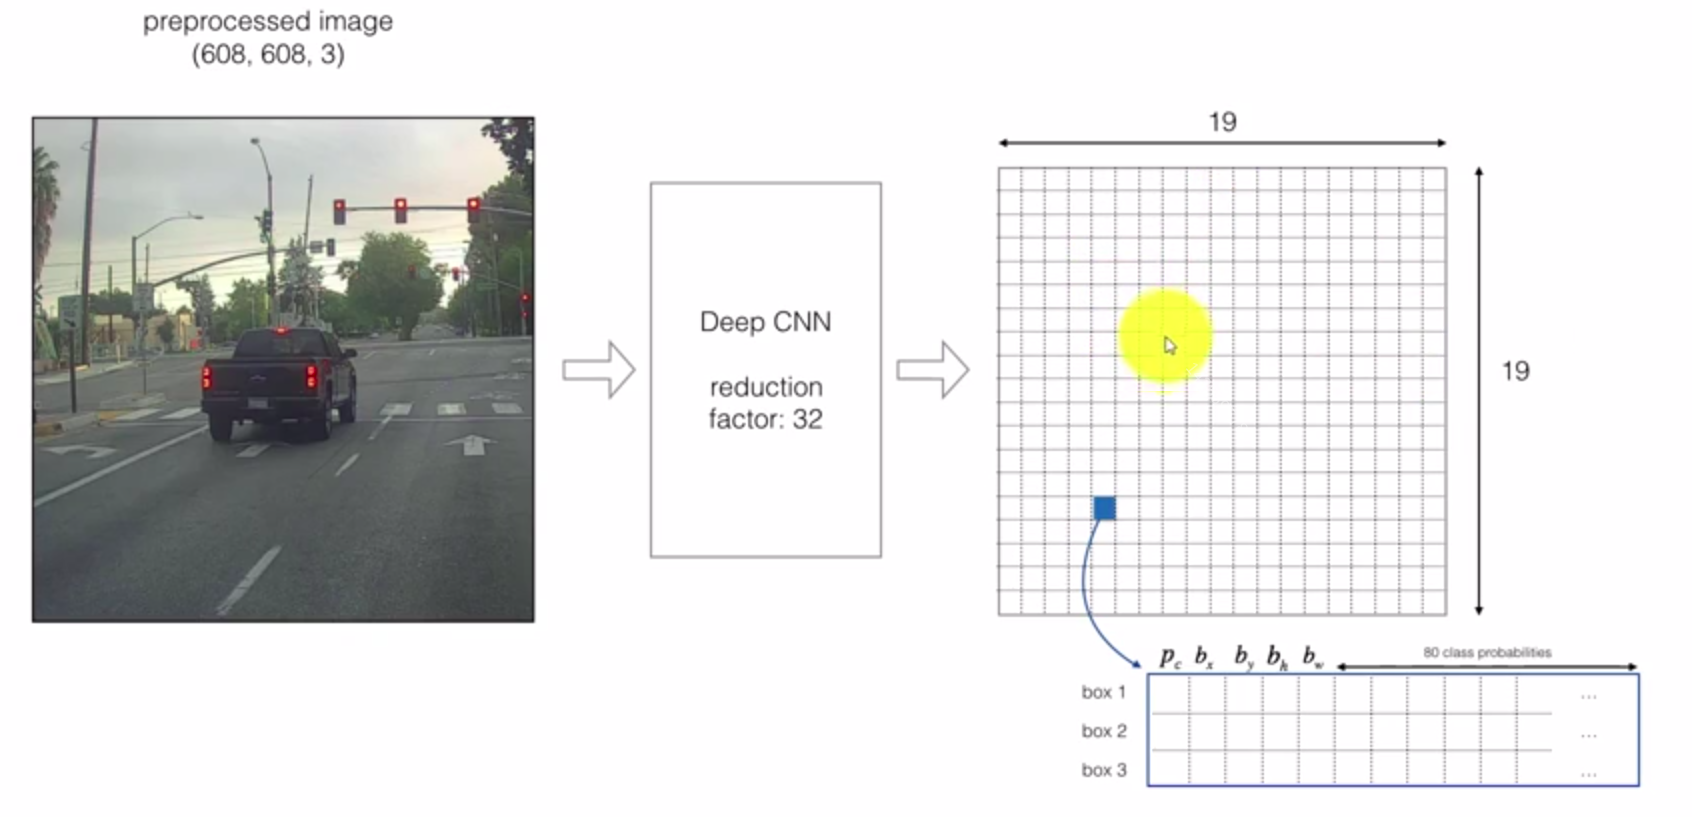 preprocessed image
(608, 608, 3)
Deep CNN
reduction
factor: 32
19
19
p_c b_x b_y b_h b_w
80 class probabilities
box 1 ...
box 2 ...
box 3 ...